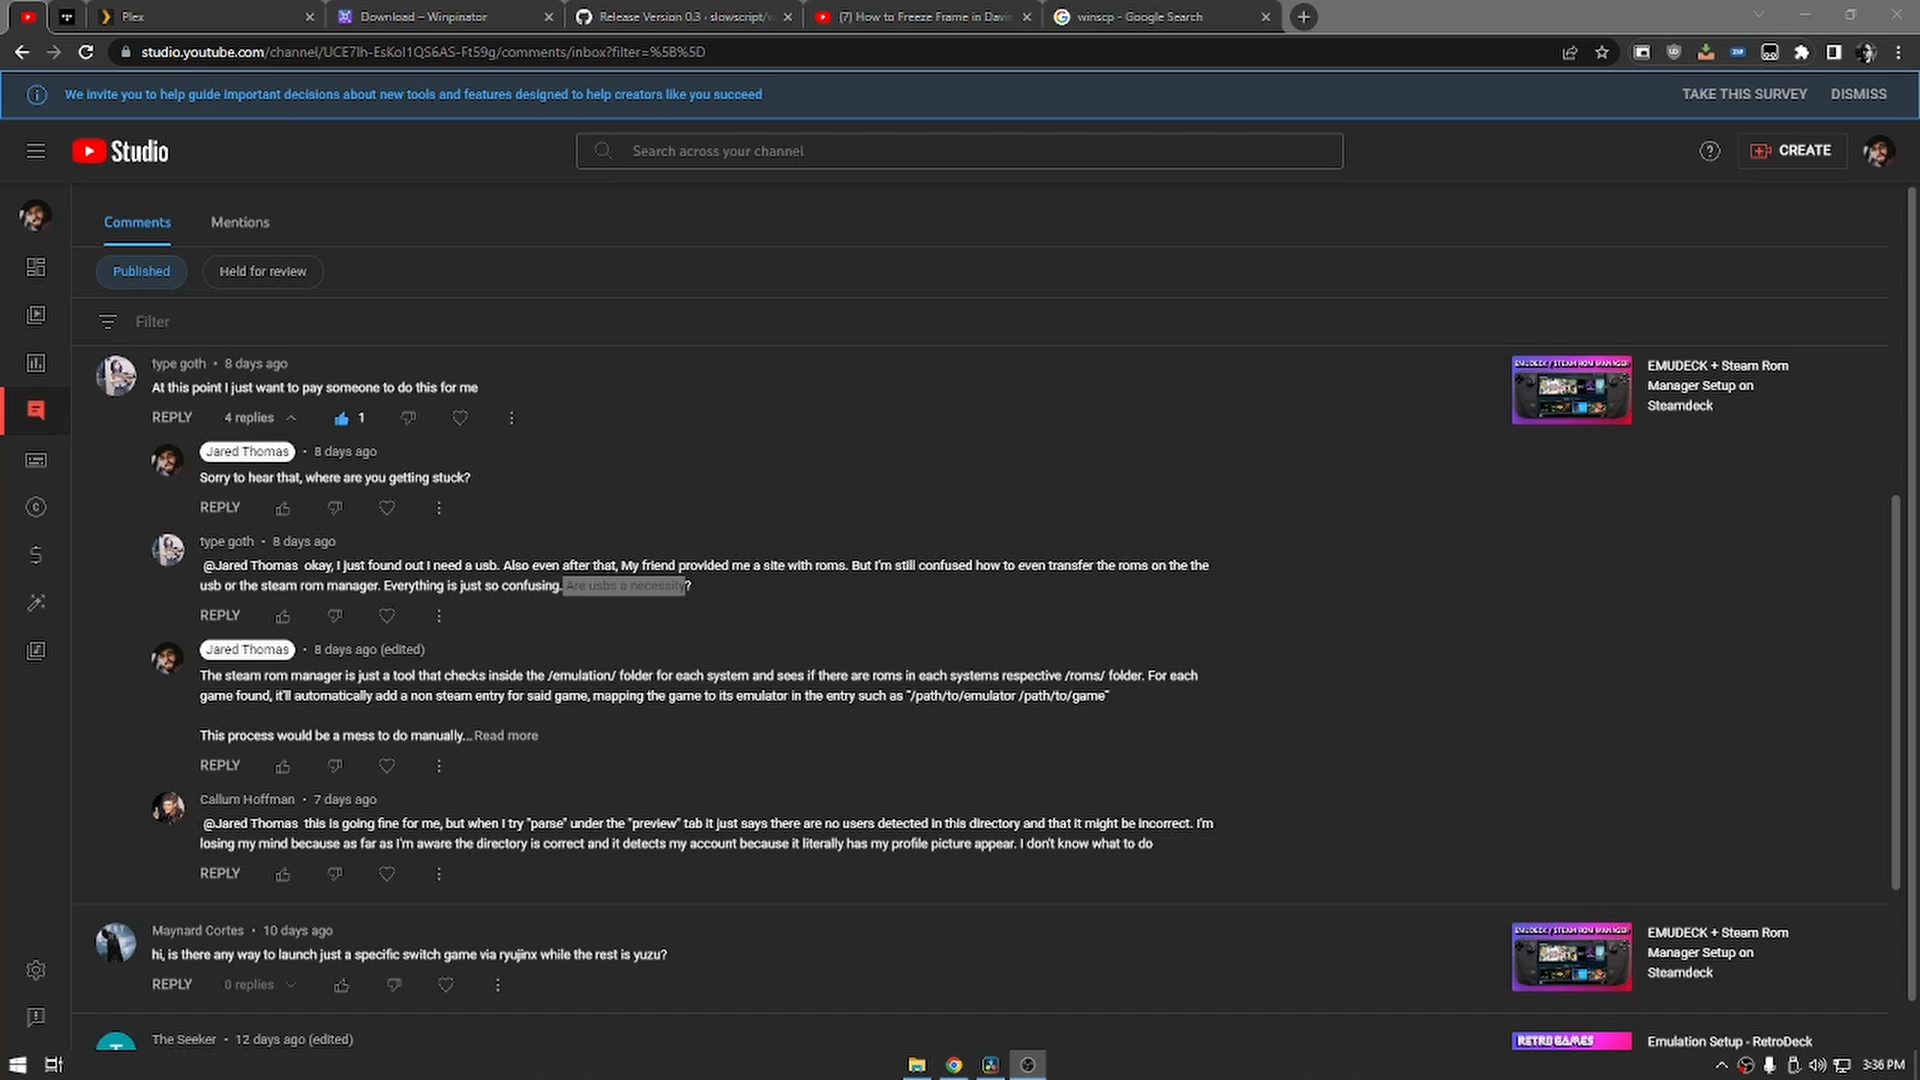 Plex
Download – Winpinator
Release Version 0.3 · slowscript/w
(7) How to Freeze Frame in Davin
winscp - Google Search
studio.youtube.com/channel/UCE7lh-EsKoI1QS6AS-Ft59g/comments/inbox?filter=%5B%5D
We invite you to help guide important decisions about new tools and features designed to help creators like you succeed
TAKE THIS SURVEY
DISMISS
Studio
Search across your channel
CREATE
Comments
Mentions
Published
Held for review
Filter
type goth • 8 days ago
At this point I just want to pay someone to do this for me
REPLY 4 replies 1
EMUDECK / STEAM ROM MANAGER
EMUDECK + Steam Rom
Manager Setup on
Steamdeck
Jared Thomas • 8 days ago
Sorry to hear that, where are you getting stuck?
REPLY
type goth • 8 days ago
@Jared Thomas okay, I just found out I need a usb. Also even after that, My friend provided me a site with roms. But I'm still confused how to even transfer the roms on the the
usb or the steam rom manager. Everything is just so confusing. Are usbs a necessity?
REPLY
Jared Thomas • 8 days ago (edited)
The steam rom manager is just a tool that checks inside the /emulation/ folder for each system and sees if there are roms in each systems respective /roms/ folder. For each
game found, it'll automatically add a non steam entry for said game, mapping the game to its emulator in the entry such as "/path/to/emulator /path/to/game"
This process would be a mess to do manually...Read more
REPLY
Callum Hoffman • 7 days ago
@Jared Thomas this is going fine for me, but when I try "parse" under the "preview" tab it just says there are no users detected in this directory and that it might be incorrect. I'm
losing my mind because as far as I'm aware the directory is correct and it detects my account because it literally has my profile picture appear. I don't know what to do
REPLY
Maynard Cortes • 10 days ago
hi, is there any way to launch just a specific switch game via ryujinx while the rest is yuzu?
REPLY 0 replies
EMUDECK / STEAM ROM MANAGER
EMUDECK + Steam Rom
Manager Setup on
Steamdeck
T
The Seeker • 12 days ago (edited)
RETRO GAMES
Emulation Setup - RetroDeck
3:36 PM